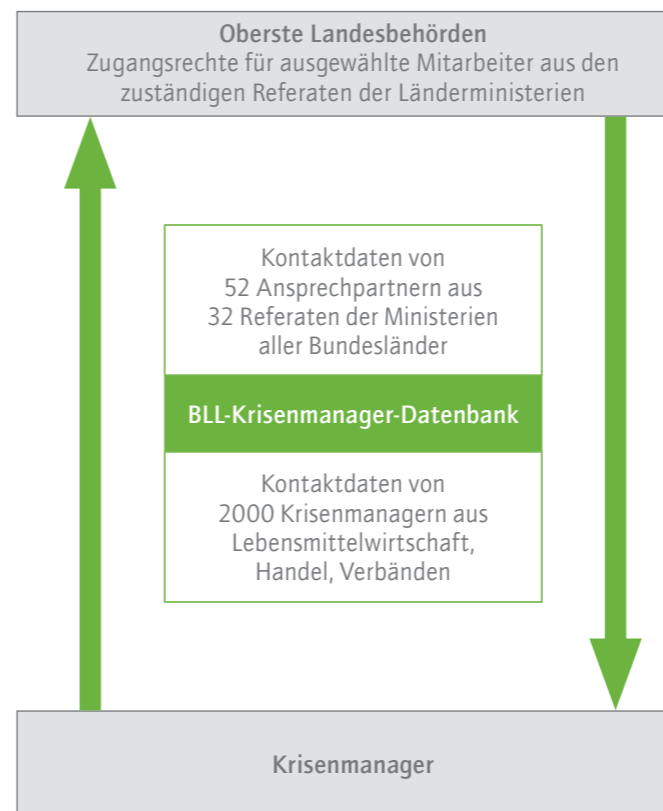 Oberste Landesbehörden
Zugangsrechte für ausgewählte Mitarbeiter aus den
zuständigen Referaten der Länderministerien
Kontaktdaten von
52 Ansprechpartnern aus
32 Referaten der Ministerien
aller Bundesländer
BLL-Krisenmanager-Datenbank
Kontaktdaten von
2000 Krisenmanagern aus
Lebensmittelwirtschaft,
Handel, Verbänden
Krisenmanager